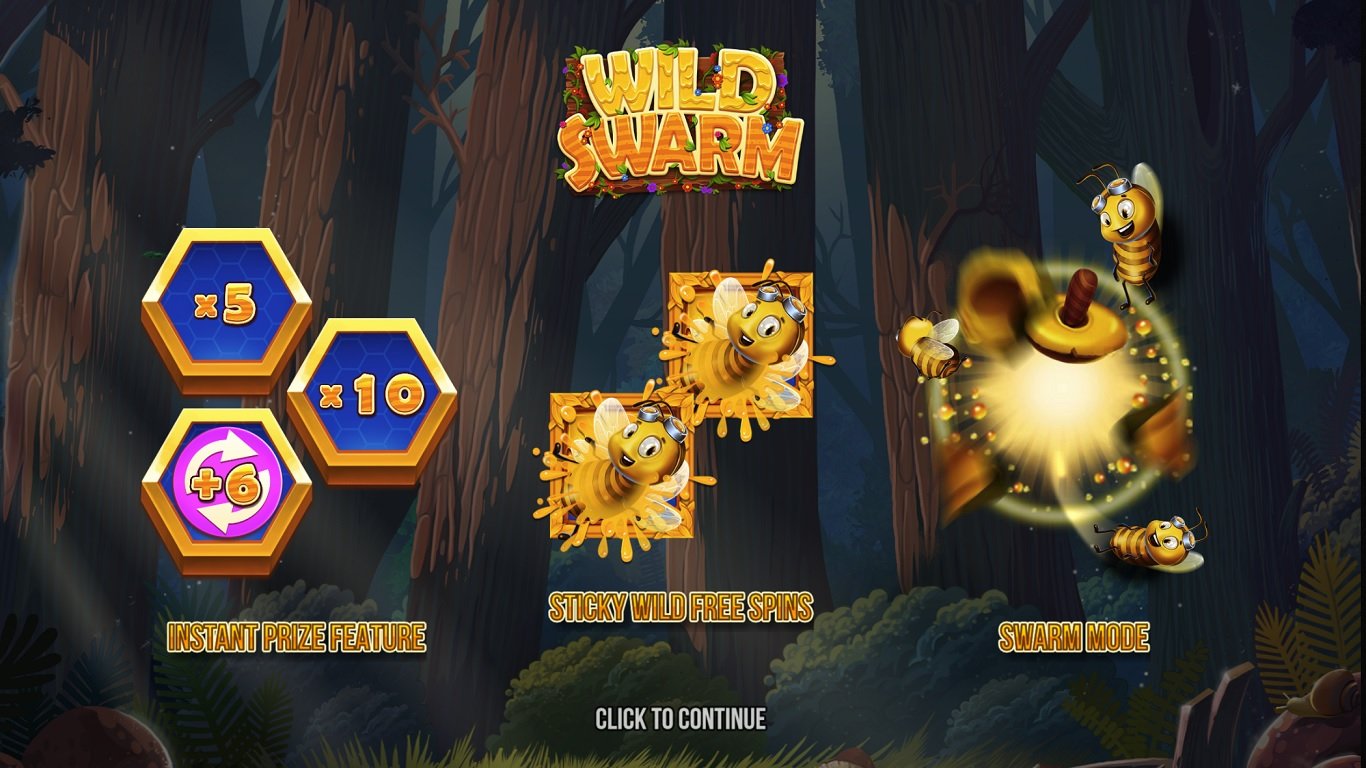 WILD
SWARM
x5
x10
+6
STICKY WILD FREE SPINS
INSTANT PRIZE FEATURE
SWARM MODE
CLICK TO CONTINUE